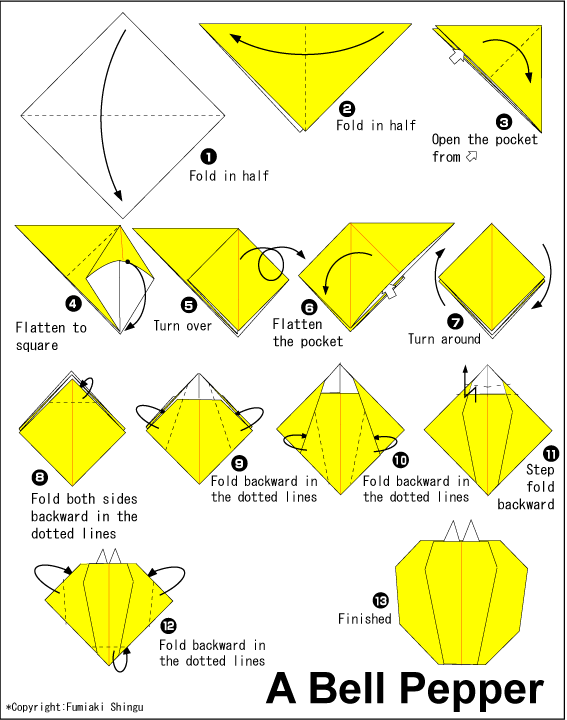 1
Fold in half
2
Fold in half
3
Open the pocket
from
4
Flatten to
square
5
Turn over
6
Flatten
the pocket
7
Turn around
8
Fold both sides
backward in the
dotted lines
9
Fold backward in
the dotted lines
10
Fold backward in
the dotted lines
11
Step
fold
backward
12
Fold backward in
the dotted lines
13
Finished
*Copyright:Fumiaki Shingu
A Bell Pepper